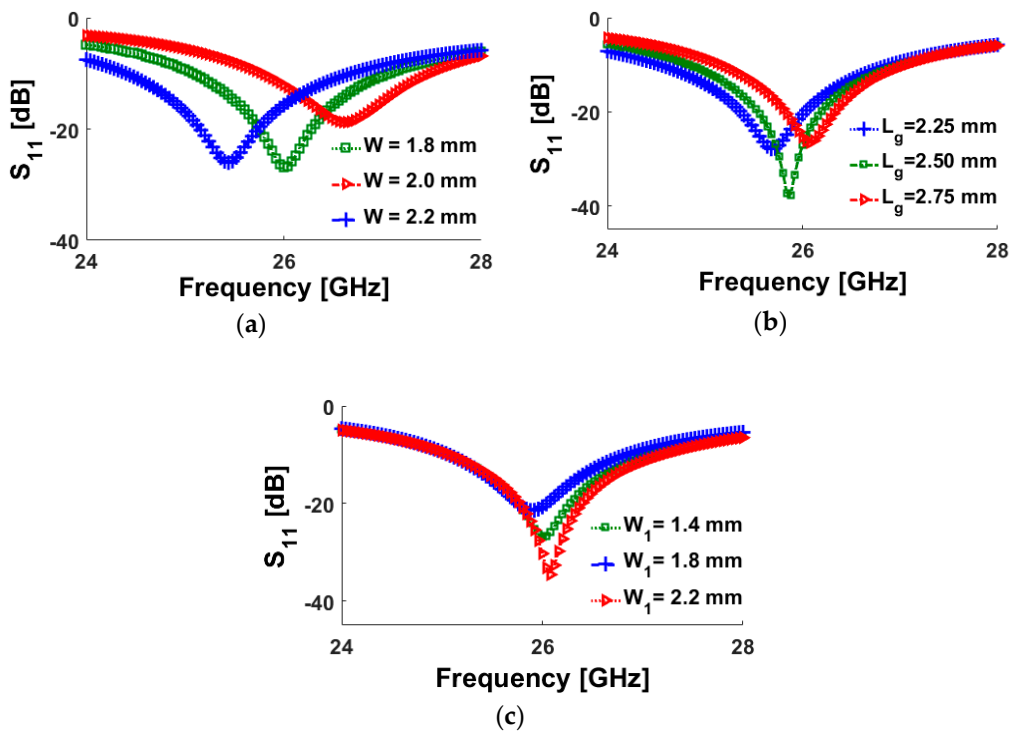 0
-20
-40
S11 [dB]
W = 1.8 mm
W = 2.0 mm
W = 2.2 mm
24
26
28
Frequency [GHz]
(a)
0
-20
-40
S11 [dB]
Lg=2.25 mm
Lg=2.50 mm
Lg=2.75 mm
24
26
28
Frequency [GHz]
(b)
0
-20
-40
S11 [dB]
W1= 1.4 mm
W1= 1.8 mm
W1= 2.2 mm
24
26
28
Frequency [GHz]
(c)